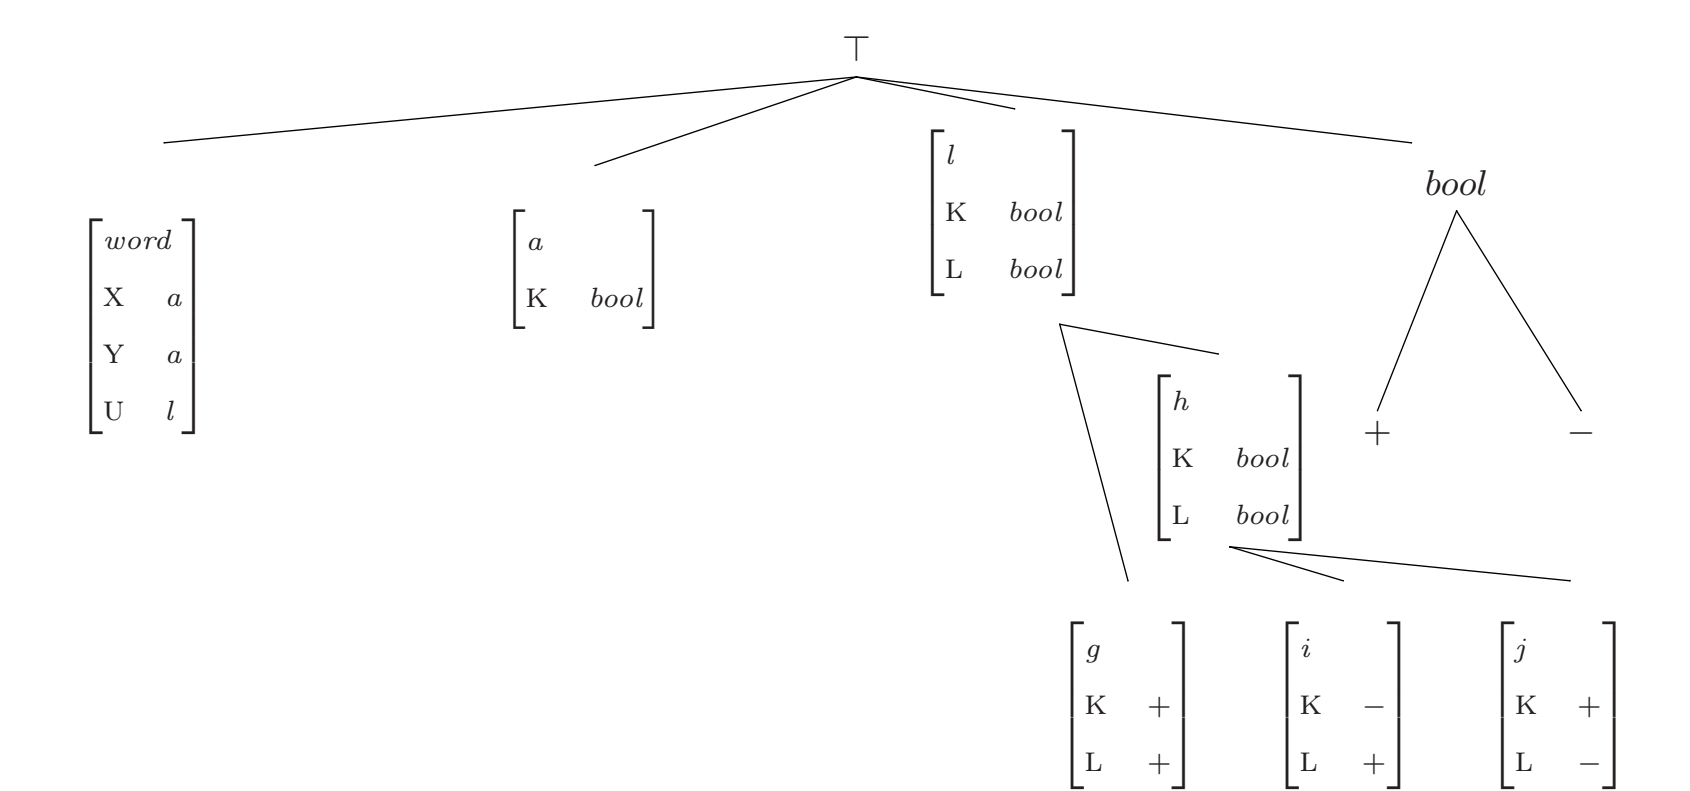 ⊤
word
X a
Y a
U l
a
K bool
l
K bool
L bool
bool
h
K bool
L bool
+
−
g
K +
L +
i
K −
L +
j
K +
L −